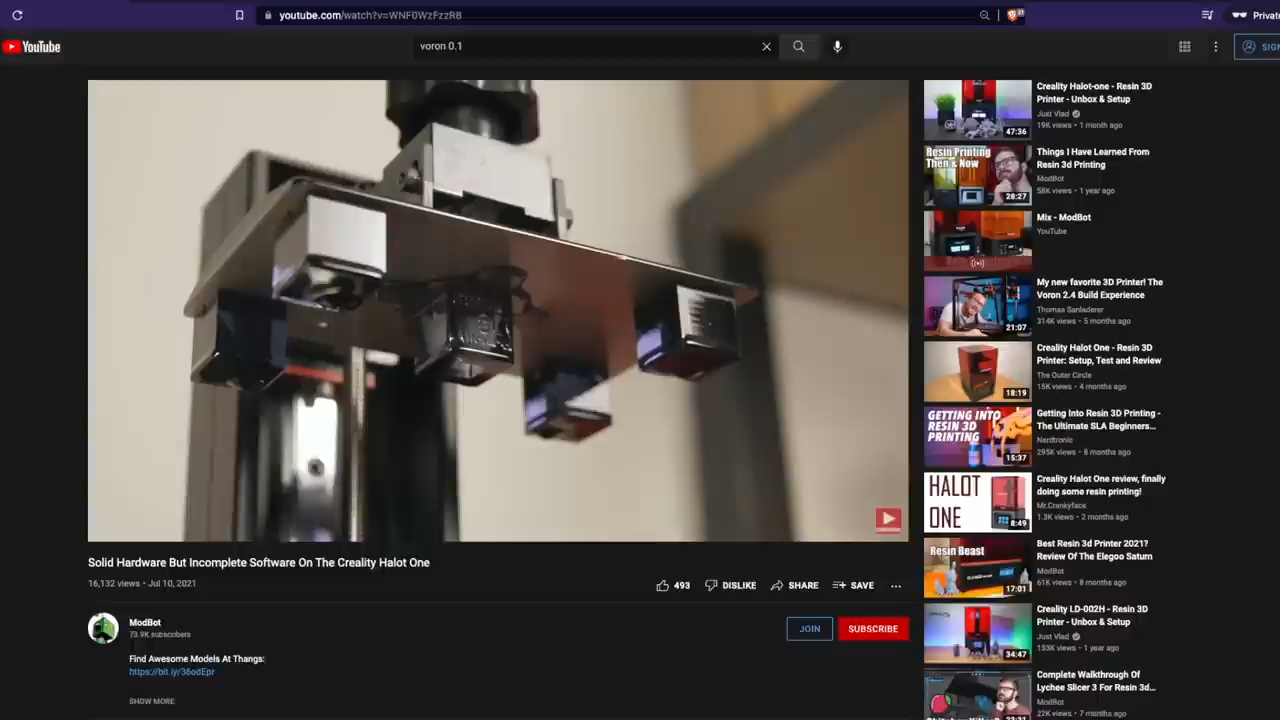 youtube.com/watch?v=WNF0WzFzzR8
Private
YouTube
voron 0.1
SIGN
Solid Hardware But Incomplete Software On The Creality Halot One
16,132 views • Jul 10, 2021
493
DISLIKE
SHARE
SAVE
ModBot
73.9K subscribers
JOIN
SUBSCRIBE
Find Awesome Models At Thangs:
https://bit.ly/36odEpr
SHOW MORE
47:36
Creality Halot-one - Resin 3D
Printer - Unbox & Setup
Just Vlad
19K views • 1 month ago
Resin Printing
Then & Now
28:27
Things I Have Learned From
Resin 3d Printing
ModBot
58K views • 1 year ago
Mix - ModBot
YouTube
21:07
My new favorite 3D Printer! The
Voron 2.4 Build Experience
Thomas Sanladerer
314K views • 5 months ago
18:19
Creality Halot One - Resin 3D
Printer: Setup, Test and Review
The Outer Circle
15K views • 4 months ago
GETTING INTO
RESIN 3D
PRINTING
15:37
Getting Into Resin 3D Printing -
The Ultimate SLA Beginners...
Nerdtronic
295K views • 8 months ago
HALOT
ONE
8:49
Creality Halot One review, finally
doing some resin printing!
Mr.Crankyface
1.3K views • 2 months ago
Resin Beast
17:01
Best Resin 3d Printer 2021?
Review Of The Elegoo Saturn
ModBot
61K views • 8 months ago
34:47
Creality LD-002H - Resin 3D
Printer - Unbox & Setup
Just Vlad
133K views • 1 year ago
Complete Walkthrough Of
Lychee Slicer 3 For Resin 3d...
ModBot
22K views • 7 months ago